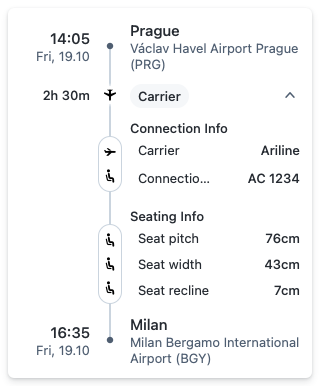 14:05
Fri, 19.10
Prague
Václav Havel Airport Prague
(PRG)
2h 30m
Carrier
Connection Info
Carrier
Ariline
Connectio...
AC 1234
Seating Info
Seat pitch
76cm
Seat width
43cm
Seat recline
7cm
16:35
Fri, 19.10
Milan
Milan Bergamo International
Airport (BGY)